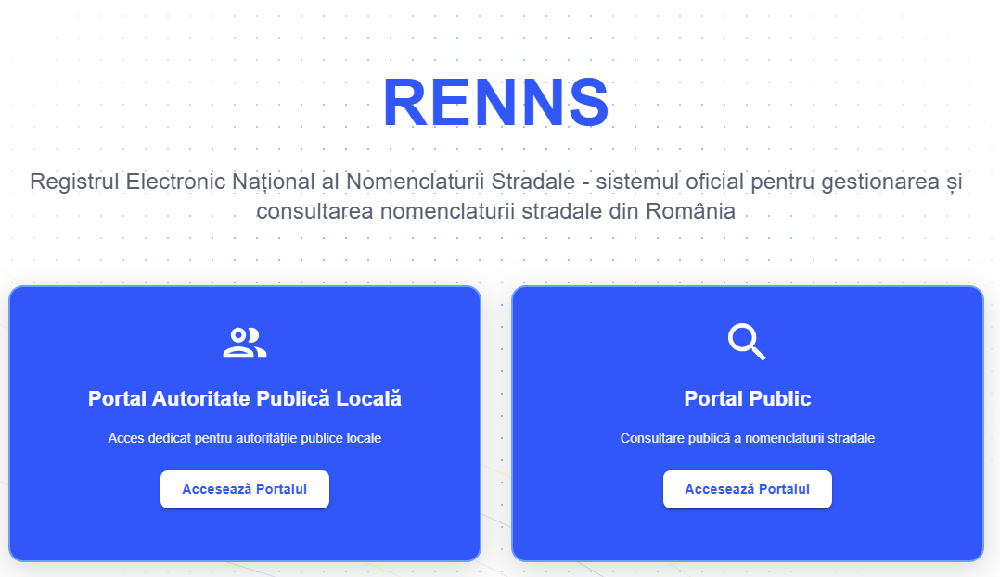 RENNS
Registrul Electronic Național al Nomenclaturii Stradale - sistemul oficial pentru gestionarea și
consultarea nomenclaturii stradale din România
Portal Autoritate Publică Locală
Acces dedicat pentru autoritățile publice locale
Accesează Portalul
Portal Public
Consultare publică a nomenclaturii stradale
Accesează Portalul